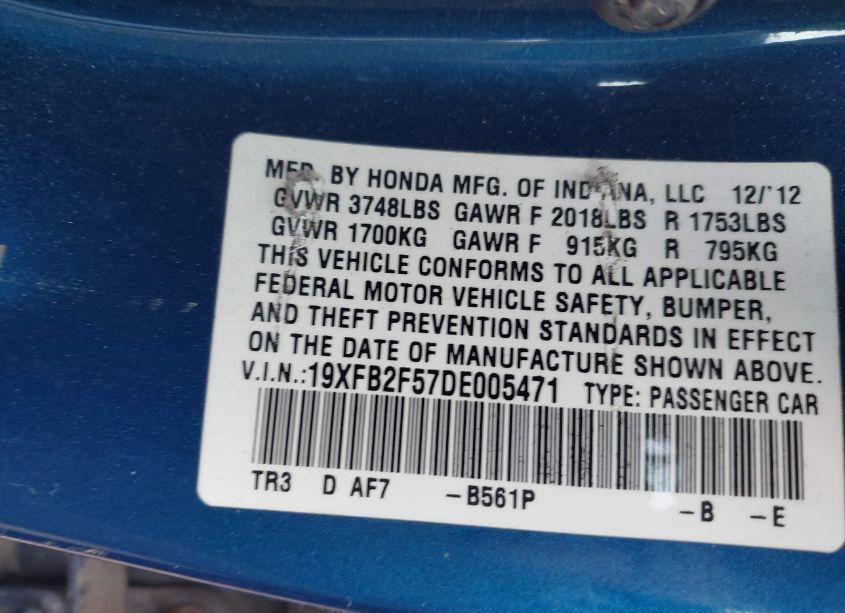 MFD. BY HONDA MFG. OF INDIANA, LLC 12/'12
GVWR 3748LBS GAWR F 2018LBS R 1753LBS
GVWR 1700KG GAWR F 915KG R 795KG
THIS VEHICLE CONFORMS TO ALL APPLICABLE
FEDERAL MOTOR VEHICLE SAFETY, BUMPER,
AND THEFT PREVENTION STANDARDS IN EFFECT
ON THE DATE OF MANUFACTURE SHOWN ABOVE.
V.I.N.:19XFB2F57DE005471 TYPE: PASSENGER CAR
TR3 D AF7 -B561P -B -E